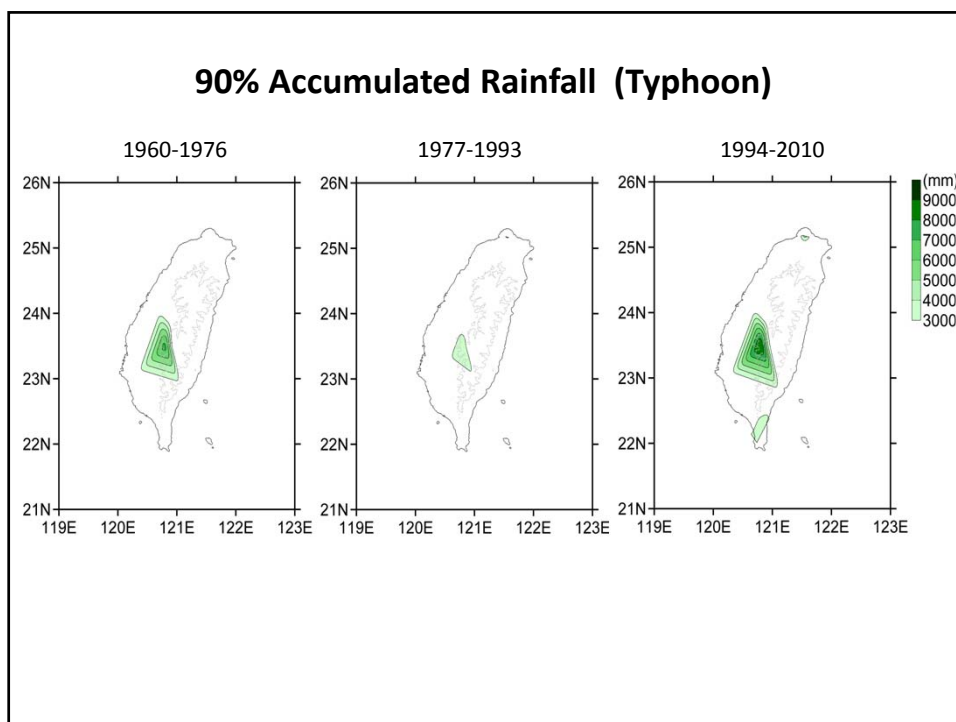 90% Accumulated Rainfall (Typhoon)
1960-1976
1977-1993
1994-2010
26N
25N
24N
23N
22N
21N
119E 120E 121E 122E 123E
26N
25N
24N
23N
22N
21N
119E 120E 121E 122E 123E
26N
25N
24N
23N
22N
21N
119E 120E 121E 122E 123E
(mm)
9000
8000
7000
6000
5000
4000
3000